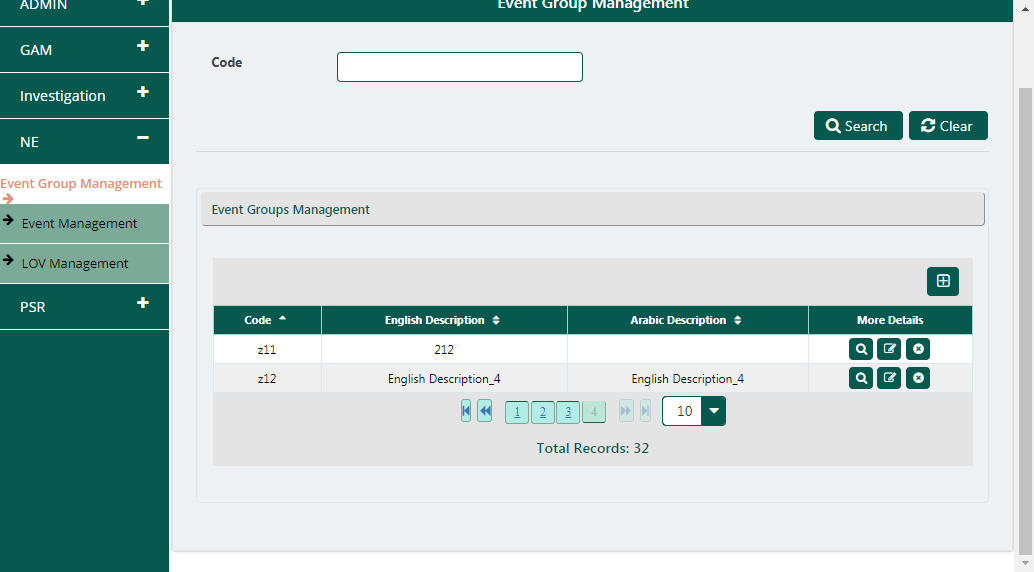 ADMIN
Event Group Management
GAM
Code
Investigation
Search
Clear
NE
Event Group Management
Event Groups Management
Event Management
LOV Management
PSR
Code
English Description
Arabic Description
More Details
z11
212
z12
English Description_4
English Description_4
1
2
3
4
10
Total Records: 32